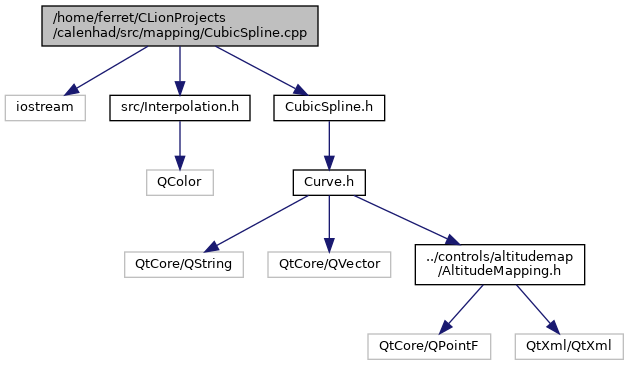 /home/ferret/CLionProjects
/calenhad/src/mapping/CubicSpline.cpp
iostream
src/Interpolation.h
CubicSpline.h
QColor
Curve.h
QtCore/QString
QtCore/QVector
../controls/altitudemap
/AltitudeMapping.h
QtCore/QPointF
QtXml/QtXml